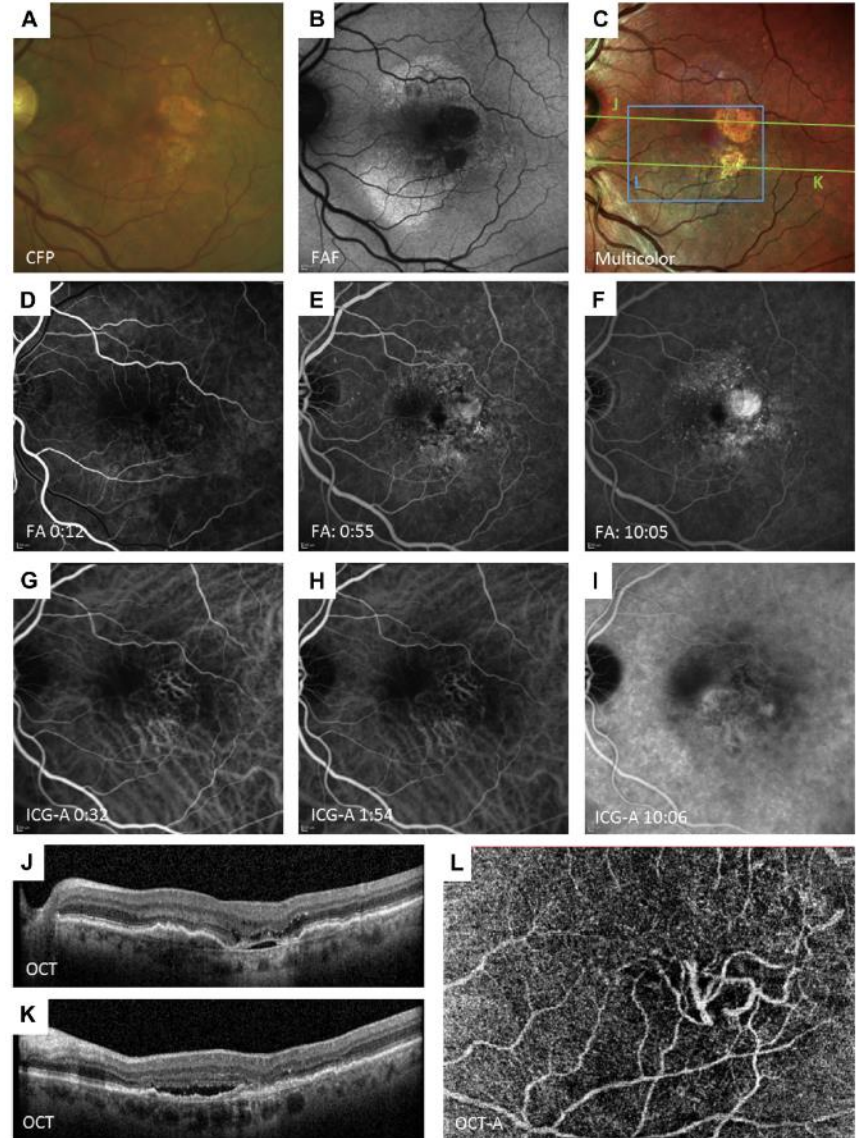 A
CFP
B
FAF
C
J
L
K
Multicolor
D
FA 0:12
E
FA: 0:55
F
FA: 10:05
G
ICG-A 0:32
H
ICG-A 1:54
I
ICG-A 10:06
J
OCT
K
OCT
L
OCT-A